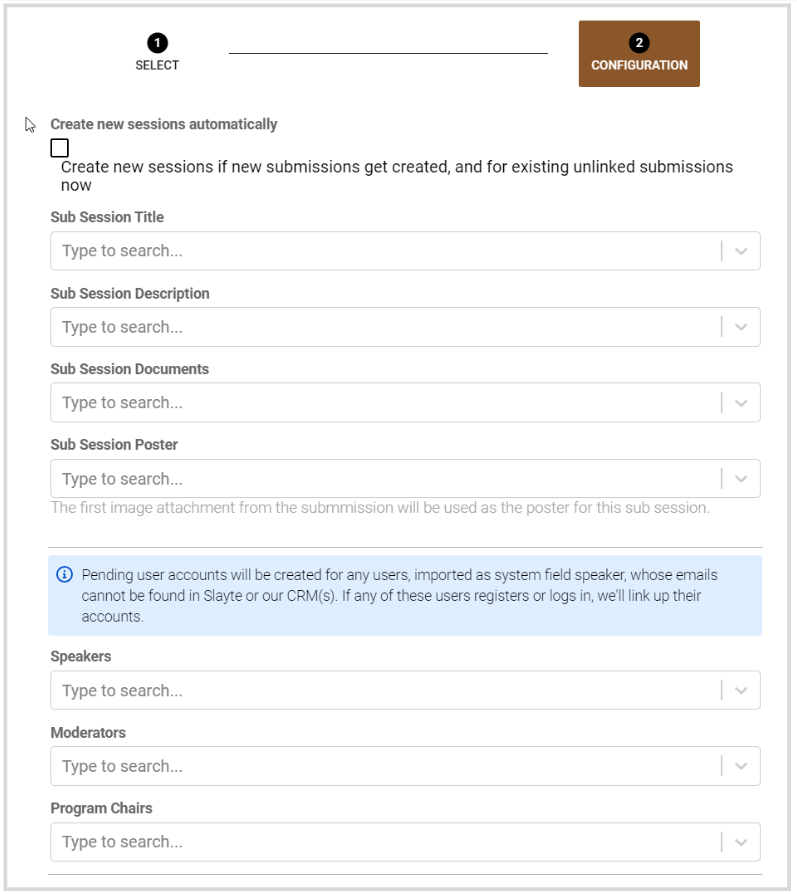 1
SELECT
2
CONFIGURATION
Create new sessions automatically
Create new sessions if new submissions get created, and for existing unlinked submissions
now
Sub Session Title
Type to search...
Sub Session Description
Type to search...
Sub Session Documents
Type to search...
Sub Session Poster
Type to search...
The first image attachment from the submmission will be used as the poster for this sub session.
Pending user accounts will be created for any users, imported as system field speaker, whose emails
cannot be found in Slayte or our CRM(s). If any of these users registers or logs in, we'll link up their
accounts.
Speakers
Type to search...
Moderators
Type to search...
Program Chairs
Type to search...